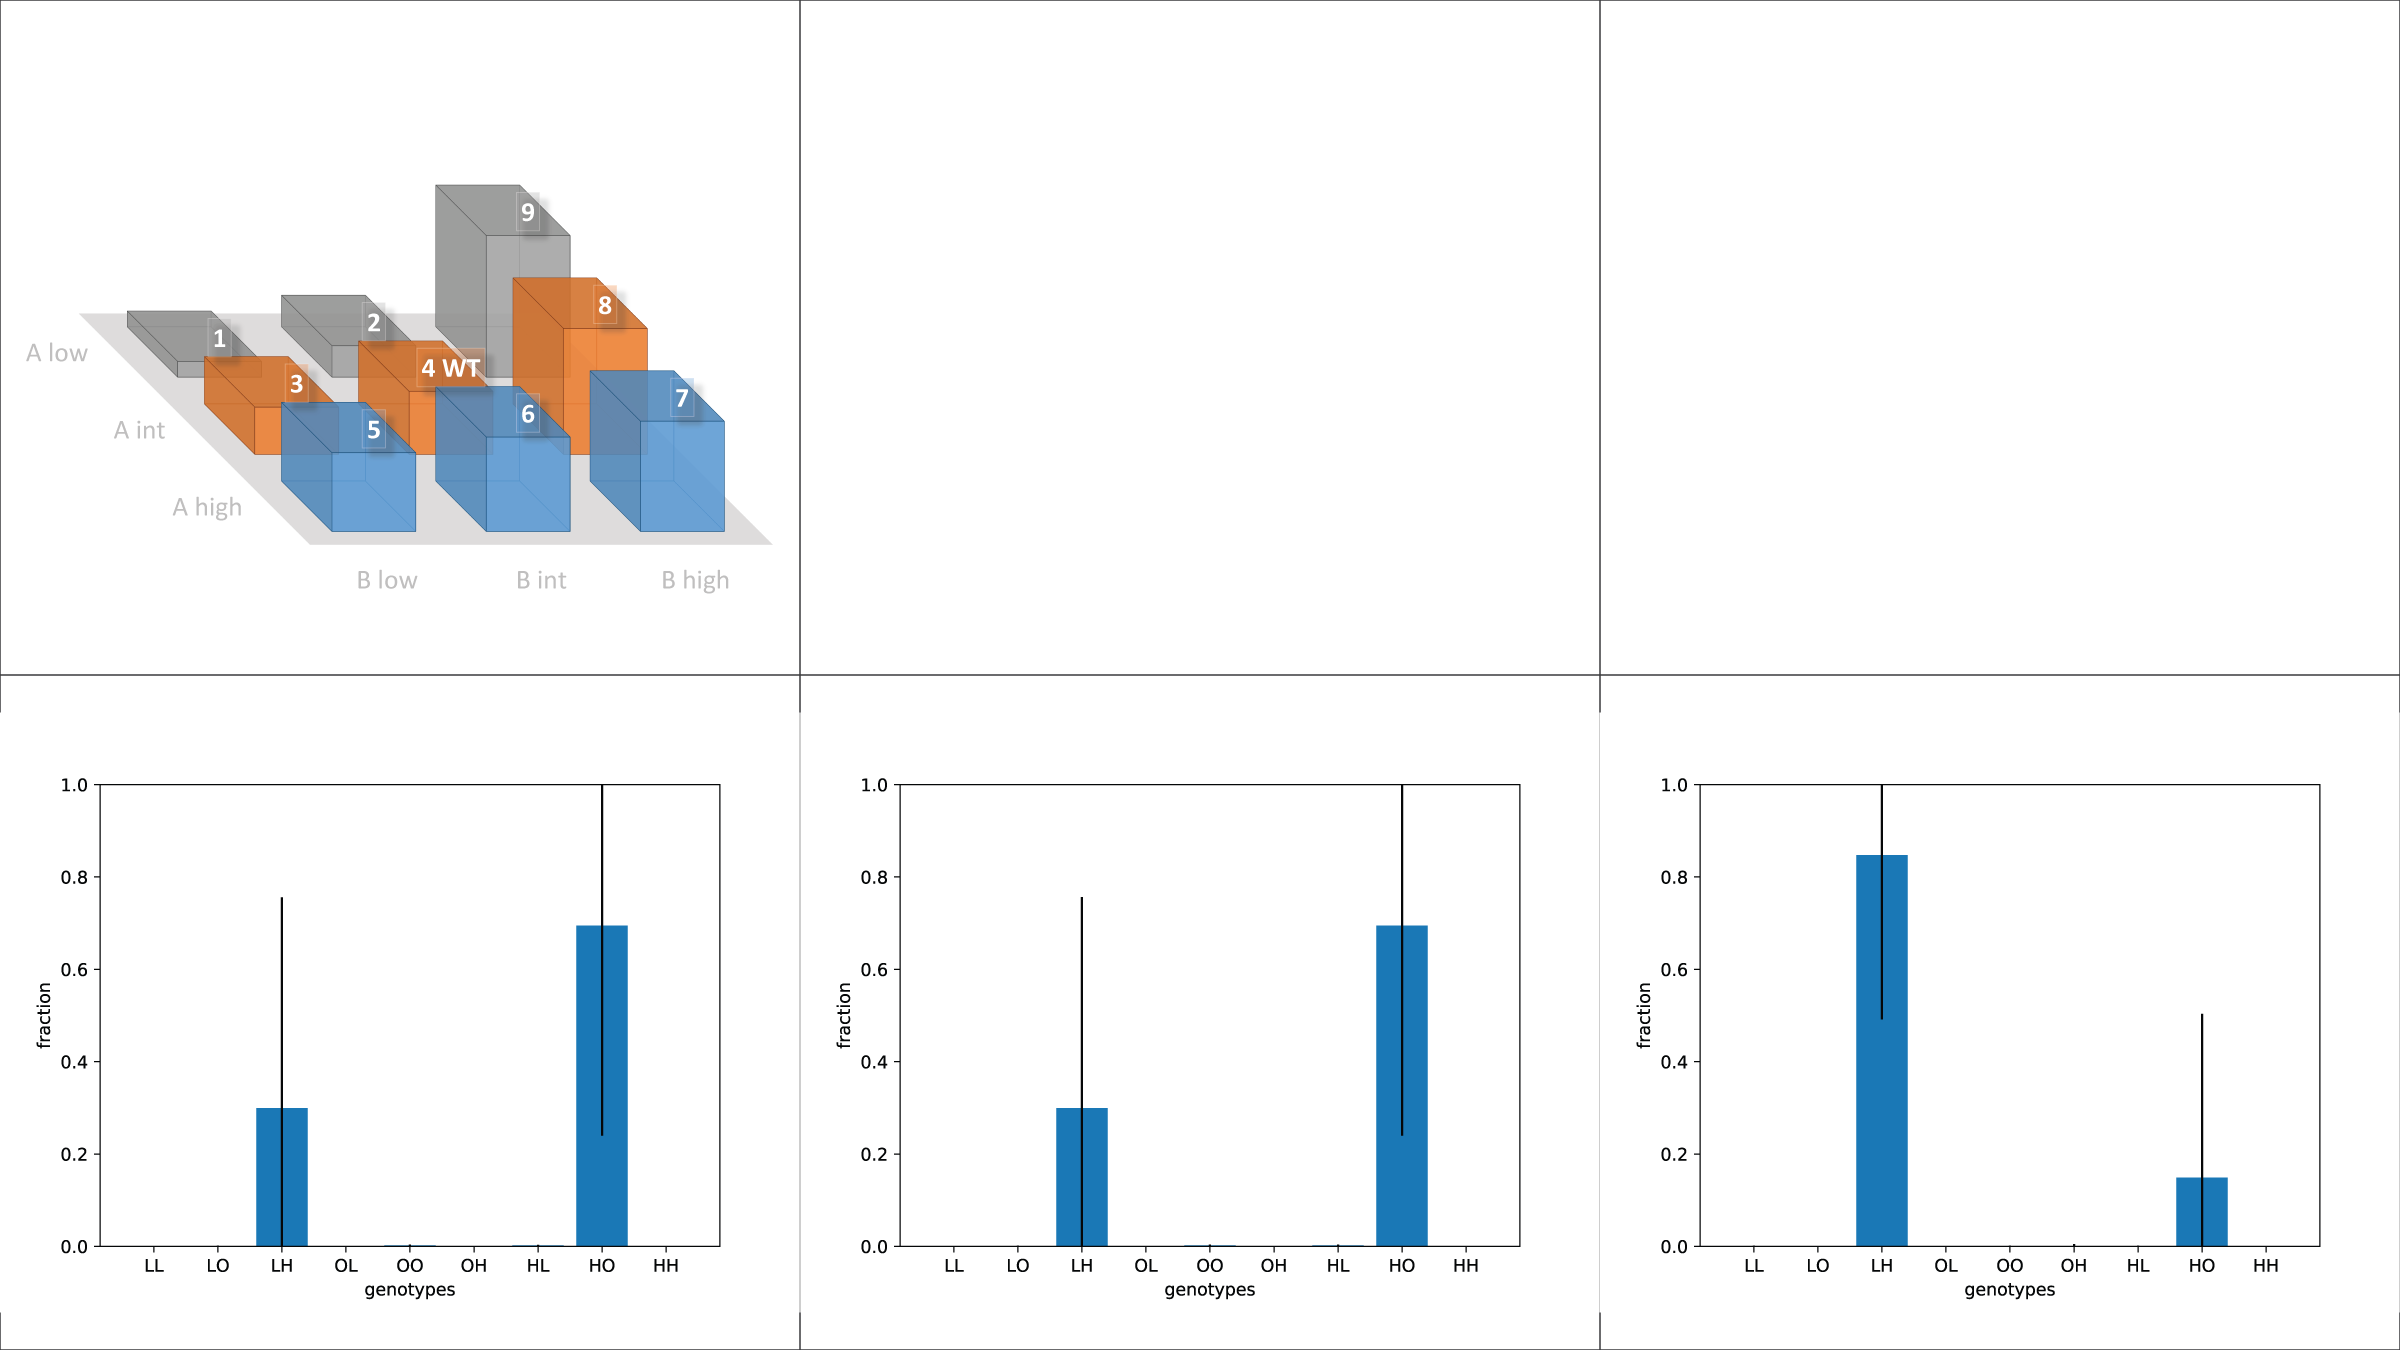 9
8
2
1
4 WT
7
3
6
5
A low
A int
A high
B low B int B high
1.0
0.8
0.6
0.4
0.2
0.0
fraction
LL LO LH OL OO OH HL HO HH
genotypes
1.0
0.8
0.6
0.4
0.2
0.0
fraction
LL LO LH OL OO OH HL HO HH
genotypes
1.0
0.8
0.6
0.4
0.2
0.0
fraction
LL LO LH OL OO OH HL HO HH
genotypes